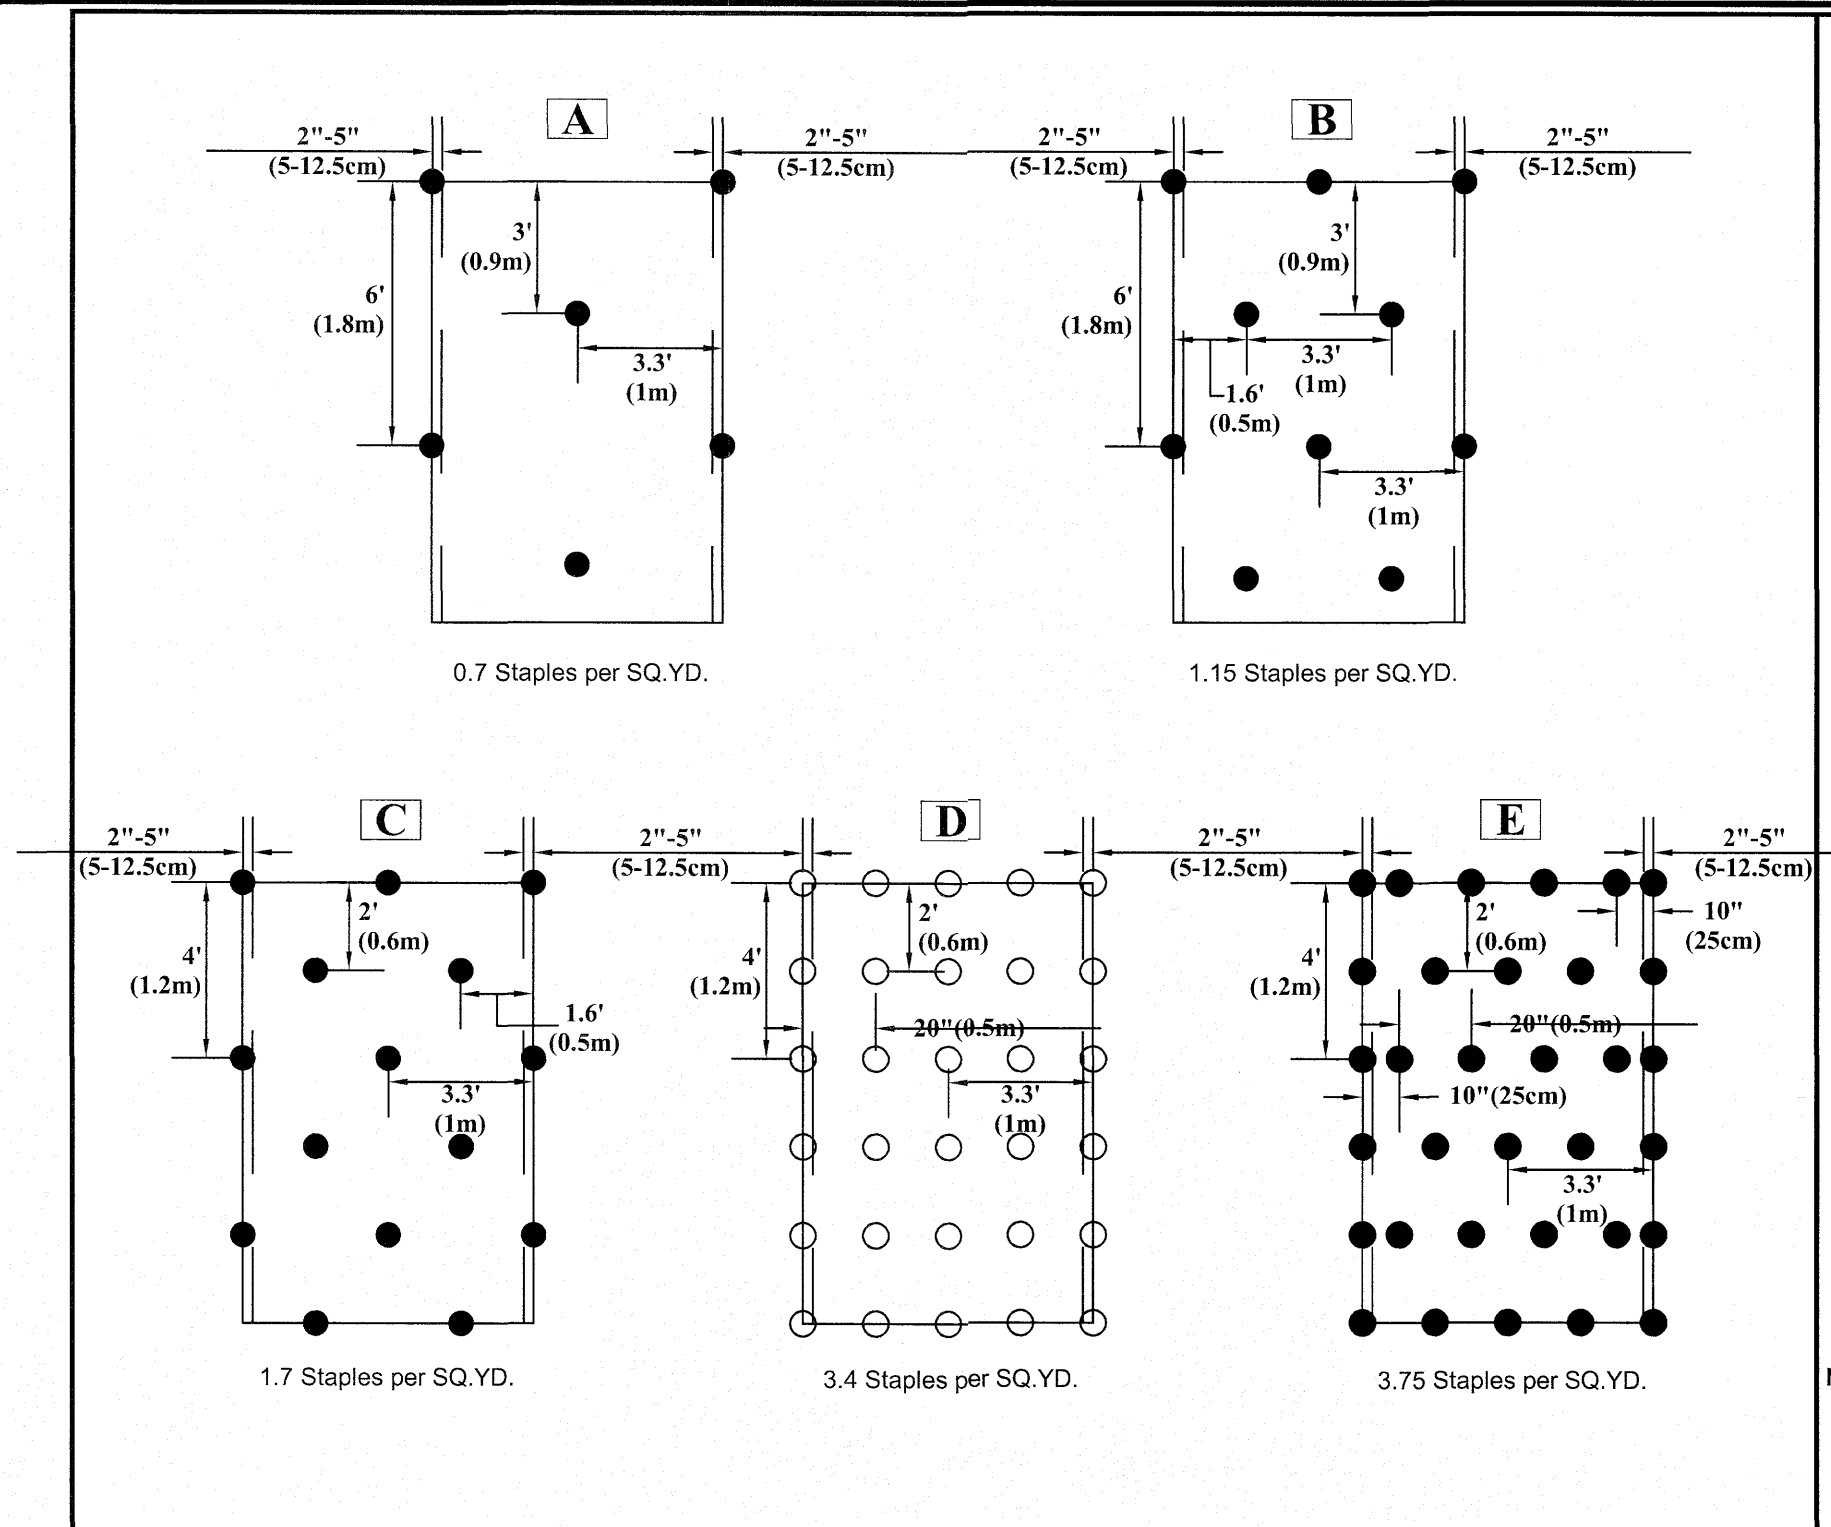 A
B
2"-5"
(5-12.5cm)
2"-5"
(5-12.5cm)
2"-5"
(5-12.5cm)
2"-5"
(5-12.5cm)
3'
(0.9m)
6'
(1.8m)
3.3'
(1m)
3'
(0.9m)
6'
(1.8m)
3.3'
(1m)
1.6'
(0.5m)
3.3'
(1m)
0.7 Staples per SQ.YD.
1.15 Staples per SQ.YD.
C
D
E
2"-5"
(5-12.5cm)
2"-5"
(5-12.5cm)
2"-5"
(5-12.5cm)
2"-5"
(5-12.5cm)
2'
(0.6m)
4'
(1.2m)
1.6'
(0.5m)
3.3'
(1m)
2'
(0.6m)
4'
(1.2m)
20"(0.5m)
3.3'
(1m)
2'
(0.6m)
10"
(25cm)
4'
(1.2m)
20"(0.5m)
10"(25cm)
3.3'
(1m)
1.7 Staples per SQ.YD.
3.4 Staples per SQ.YD.
3.75 Staples per SQ.YD.